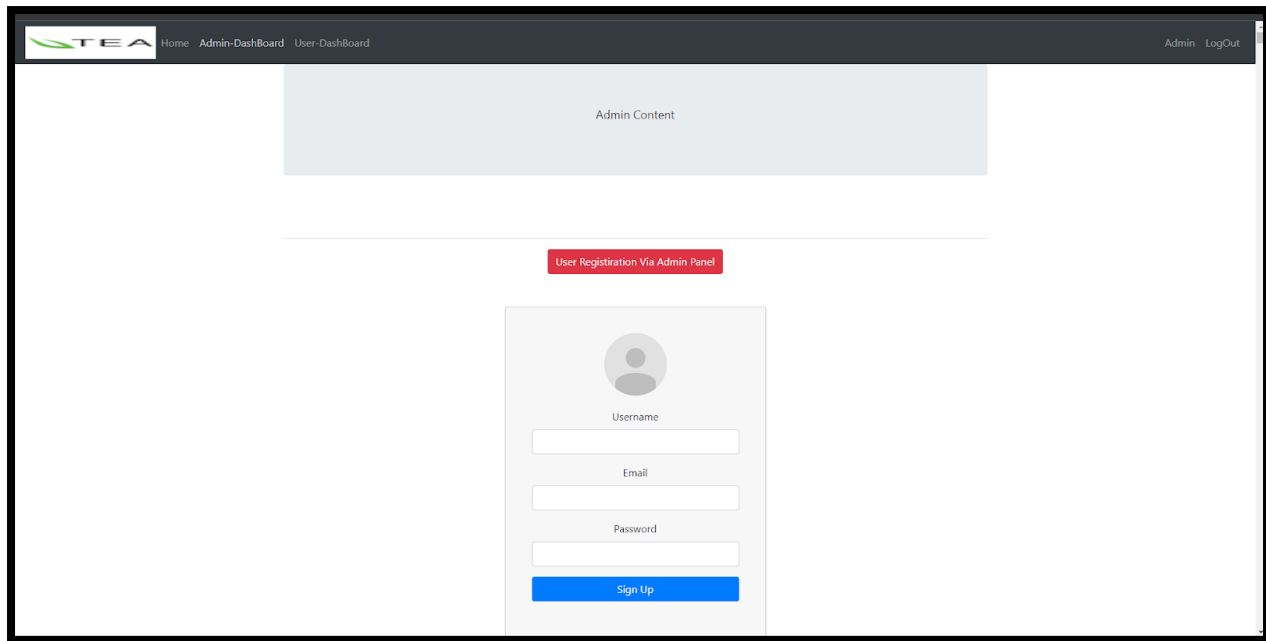 TEA Home Admin-DashBoard User-DashBoard Admin LogOut
Admin Content
User Registiration Via Admin Panel
Username
Email
Password
Sign Up